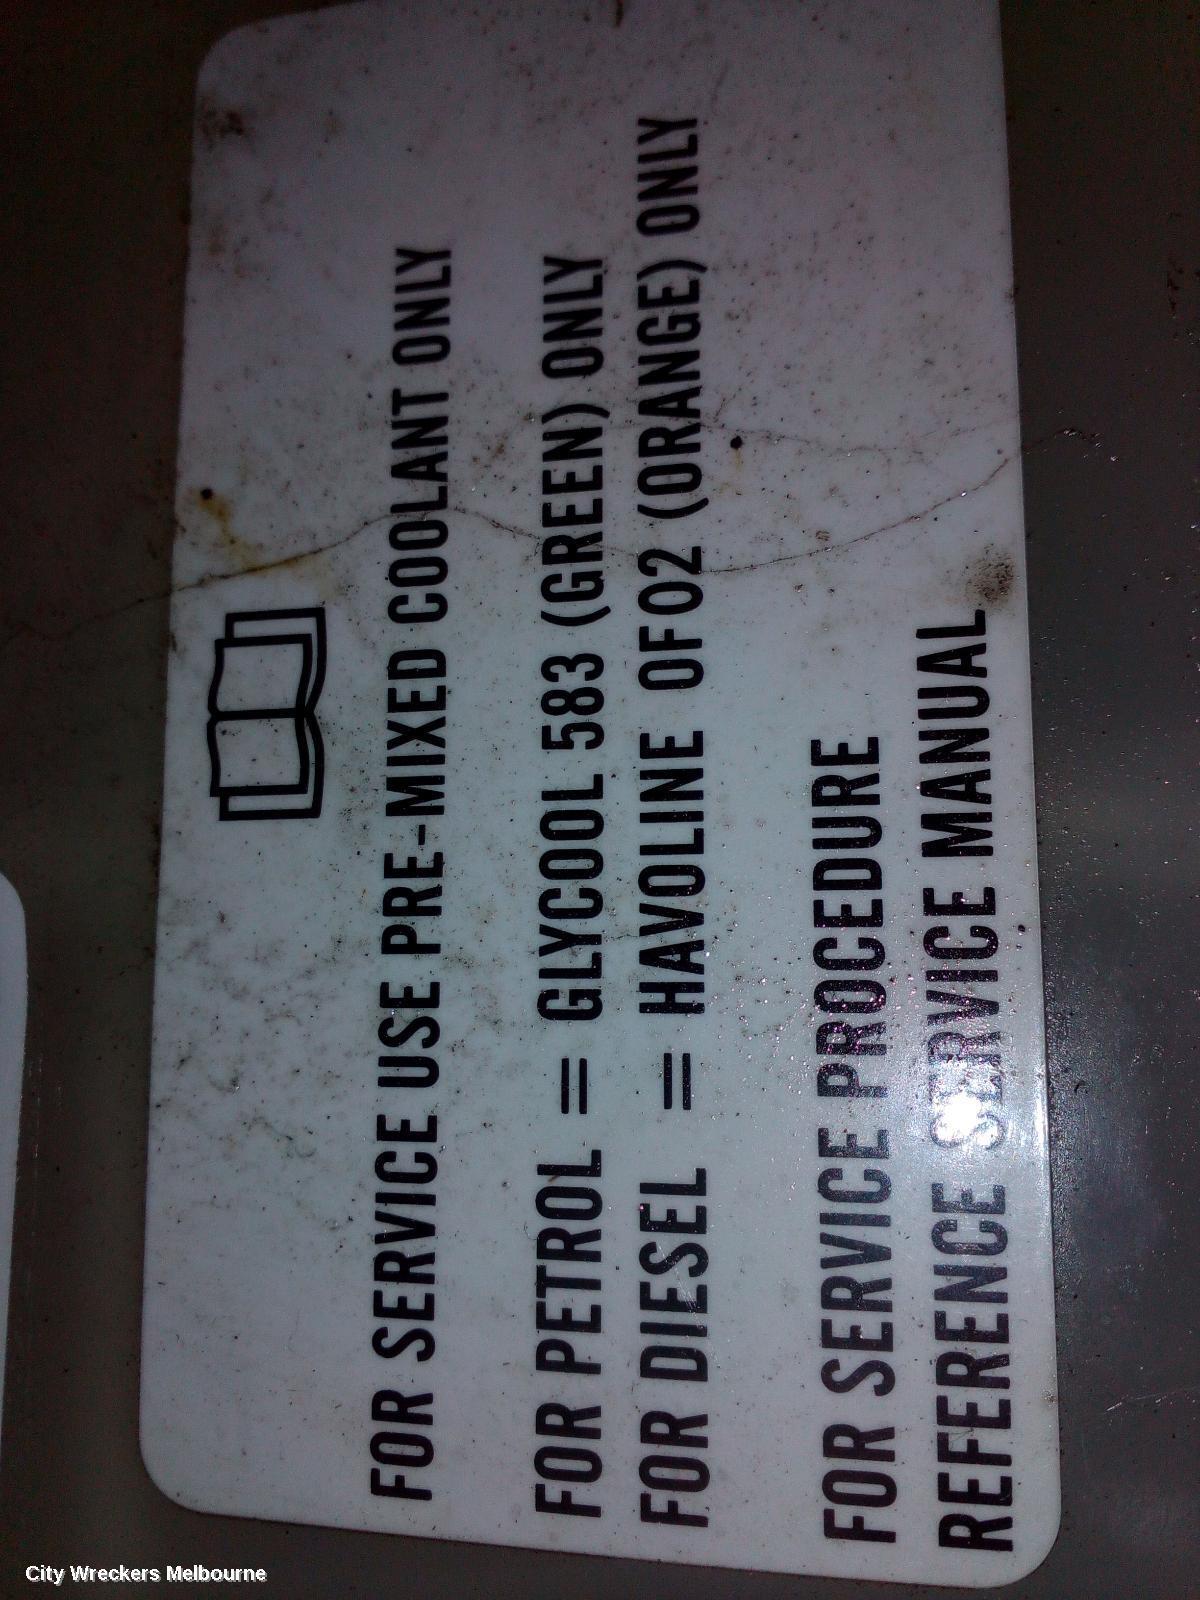 FOR SERVICE USE PRE-MIXED COOLANT ONLY
FOR PETROL = GLYCOOL 583 (GREEN) ONLY
FOR DIESEL = HAVOLINE OF02 (ORANGE) ONLY
FOR SERVICE PROCEDURE
REFERENCE SERVICE MANUAL
City Wreckers Melbourne